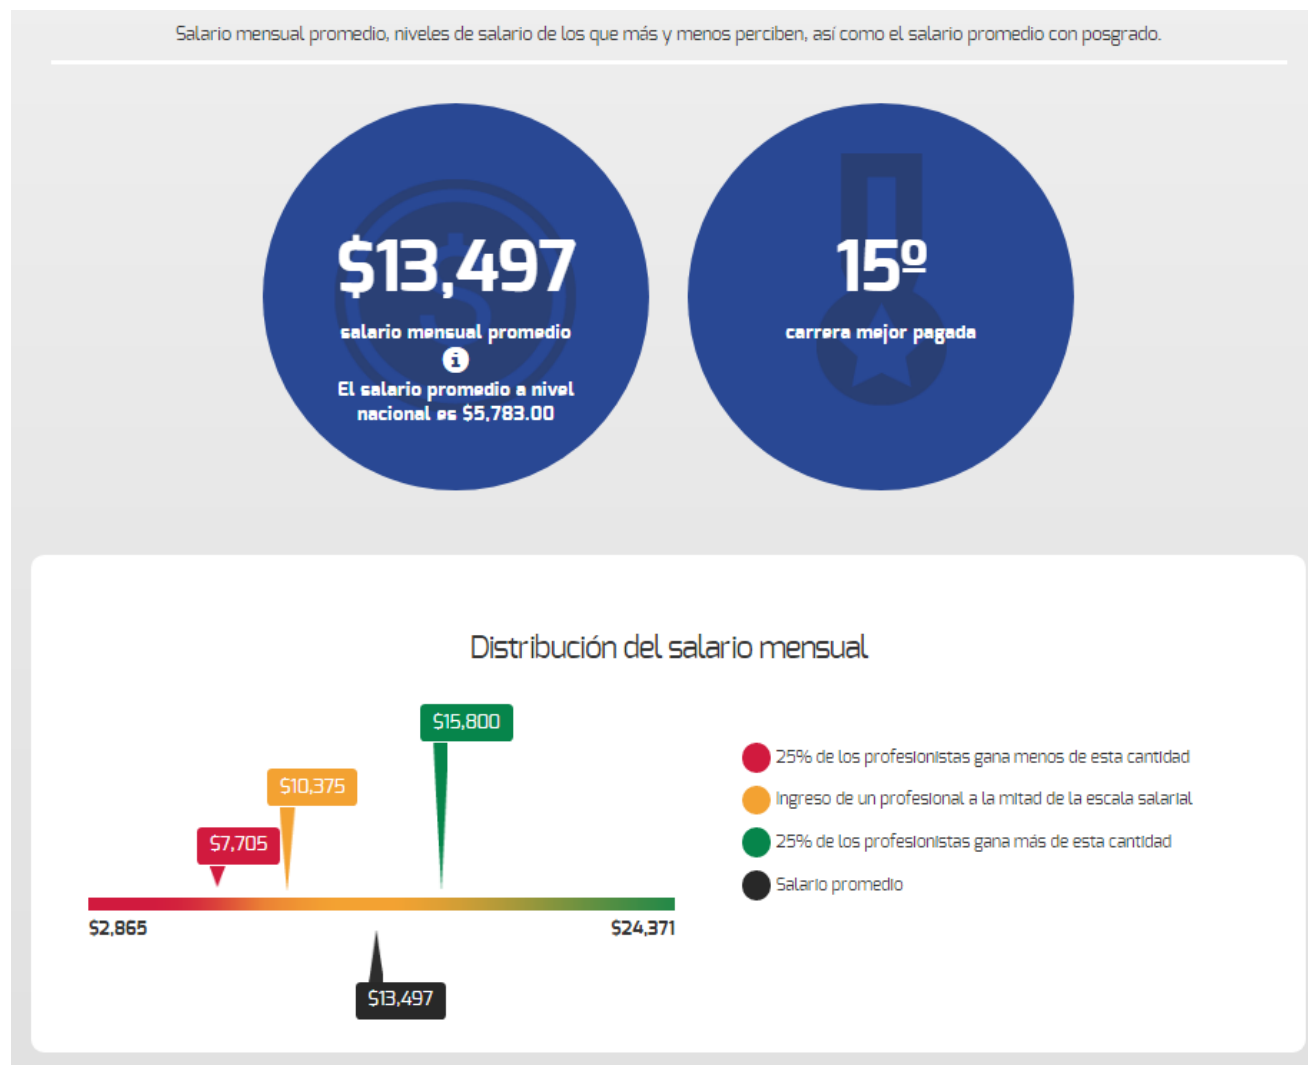 Salario mensual promedio, niveles de salario de los que más y menos perciben, así como el salario promedio con posgrado.
$13,497
salario mensual promedio
i
El salario promedio a nivel
nacional es $5,783.00
15º
carrera mejor pagada
Distribución del salario mensual
$15,800
$10,375
$7,705
$2,865
$24,371
$13,497
25% de los profesionistas gana menos de esta cantidad
Ingreso de un profesional a la mitad de la escala salarial
25% de los profesionistas gana más de esta cantidad
Salario promedio